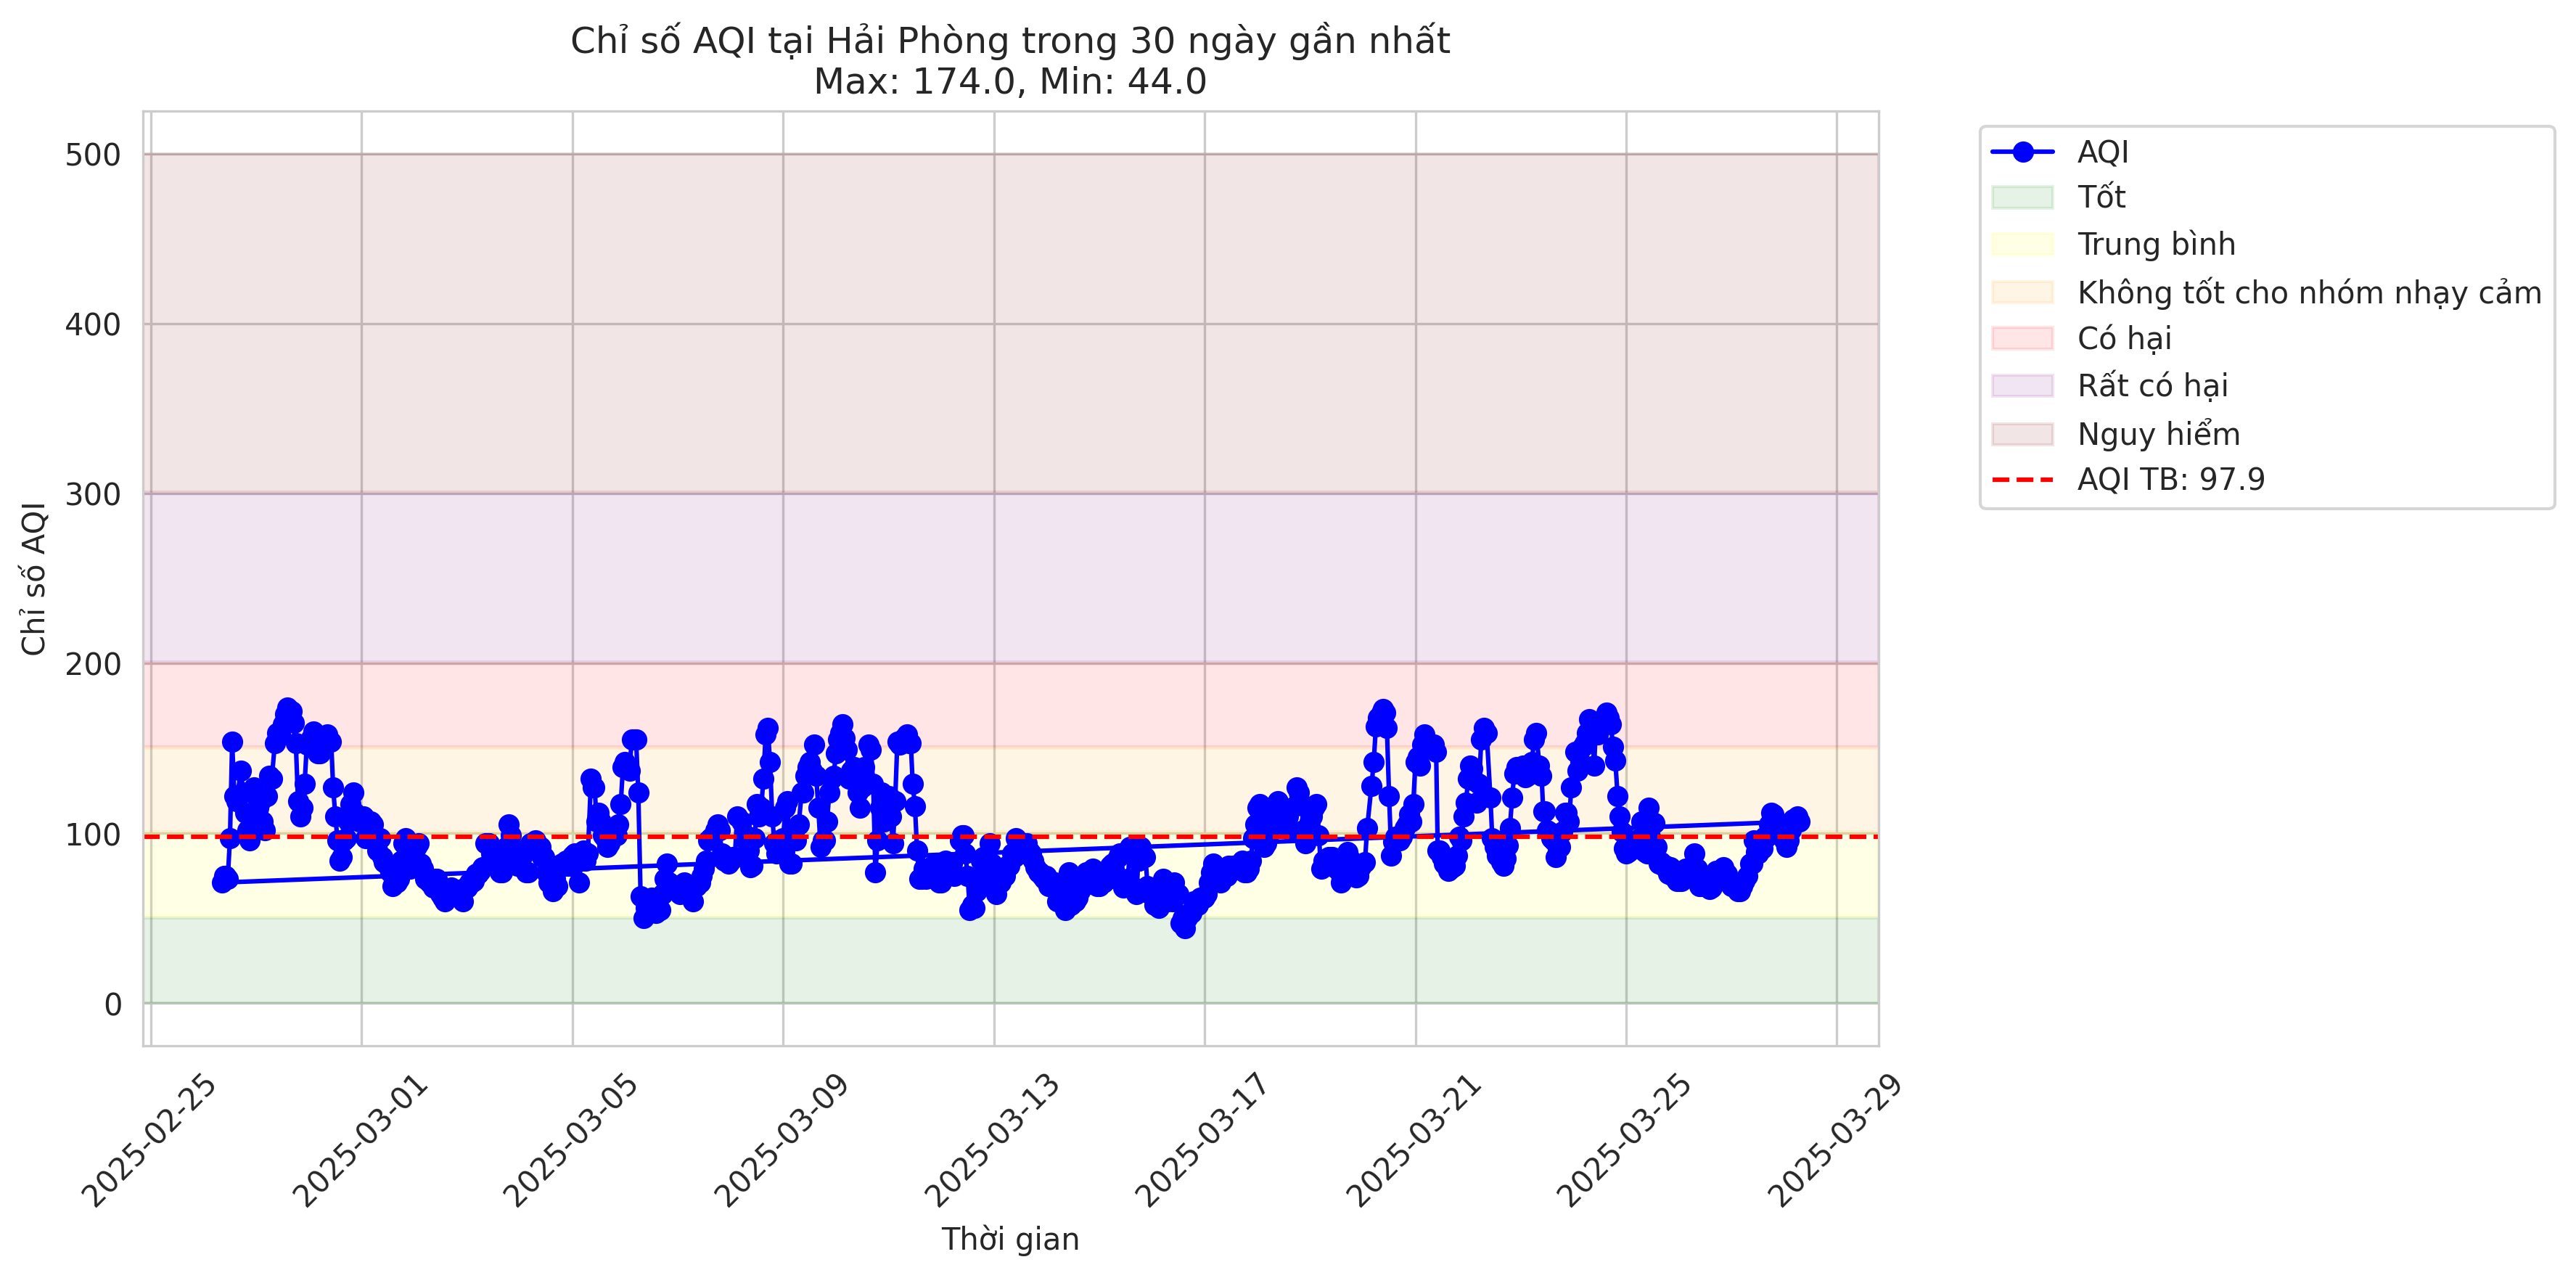 Chỉ số AQI tại Hải Phòng trong 30 ngày gần nhất
Max: 174.0, Min: 44.0
Chỉ số AQI
500
400
300
200
100
0
2025-02-25
2025-03-01
2025-03-05
2025-03-09
2025-03-13
2025-03-17
2025-03-21
2025-03-25
2025-03-29
Thời gian
AQI
Tốt
Trung bình
Không tốt cho nhóm nhạy cảm
Có hại
Rất có hại
Nguy hiểm
AQI TB: 97.9